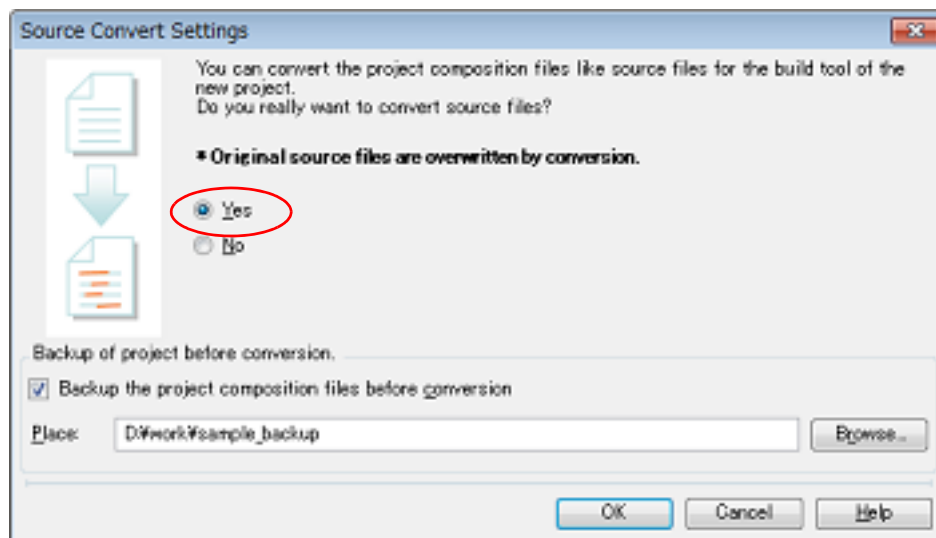 Source Convert Settings
You can convert the project composition files like source files for the build tool of the
new project.
Do you really want to convert source files?
* Original source files are overwritten by conversion.
Yes
No
Backup of project before conversion.
Backup the project composition files before conversion
Place: D:¥work¥sample_backup Browse...
OK Cancel Help